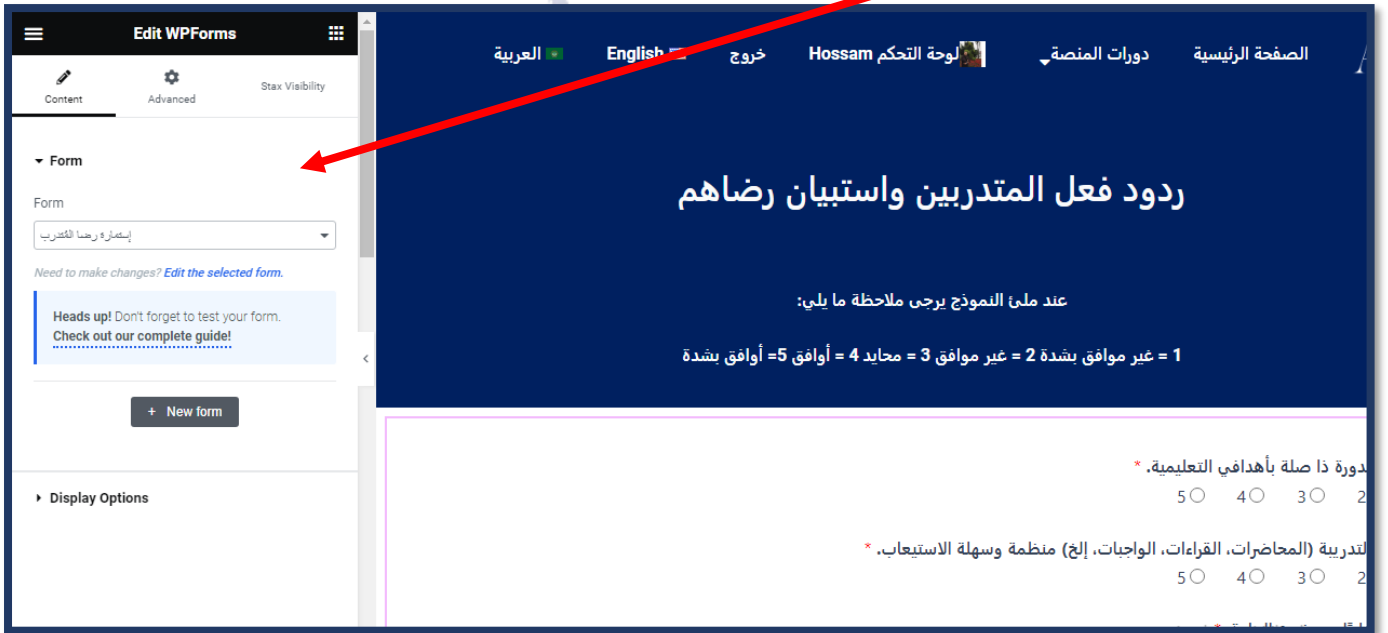 Edit WPForms
Content
Advanced
Stax Visibility
Form
Form
إستمارة رضا المُتدرب
Need to make changes? Edit the selected form.
Heads up! Don't forget to test your form.
Check out our complete guide!
+ New form
Display Options
الصفحة الرئيسية دورات المنصة لوحة التحكم Hossam خروج English العربية
ردود فعل المتدربين واستبيان رضاهم
عند ملئ النموذج يرجى ملاحظة ما يلي:
1 = غير موافق بشدة 2 = غير موافق 3 = محايد 4 = أوافق 5= أوافق بشدة
ذا صلة بأهدافي التعليمية. *
2 3 4 5
(المحاضرات، القراءات، الواجبات، إلخ) منظمة وسهلة الاستيعاب. *
2 3 4 5